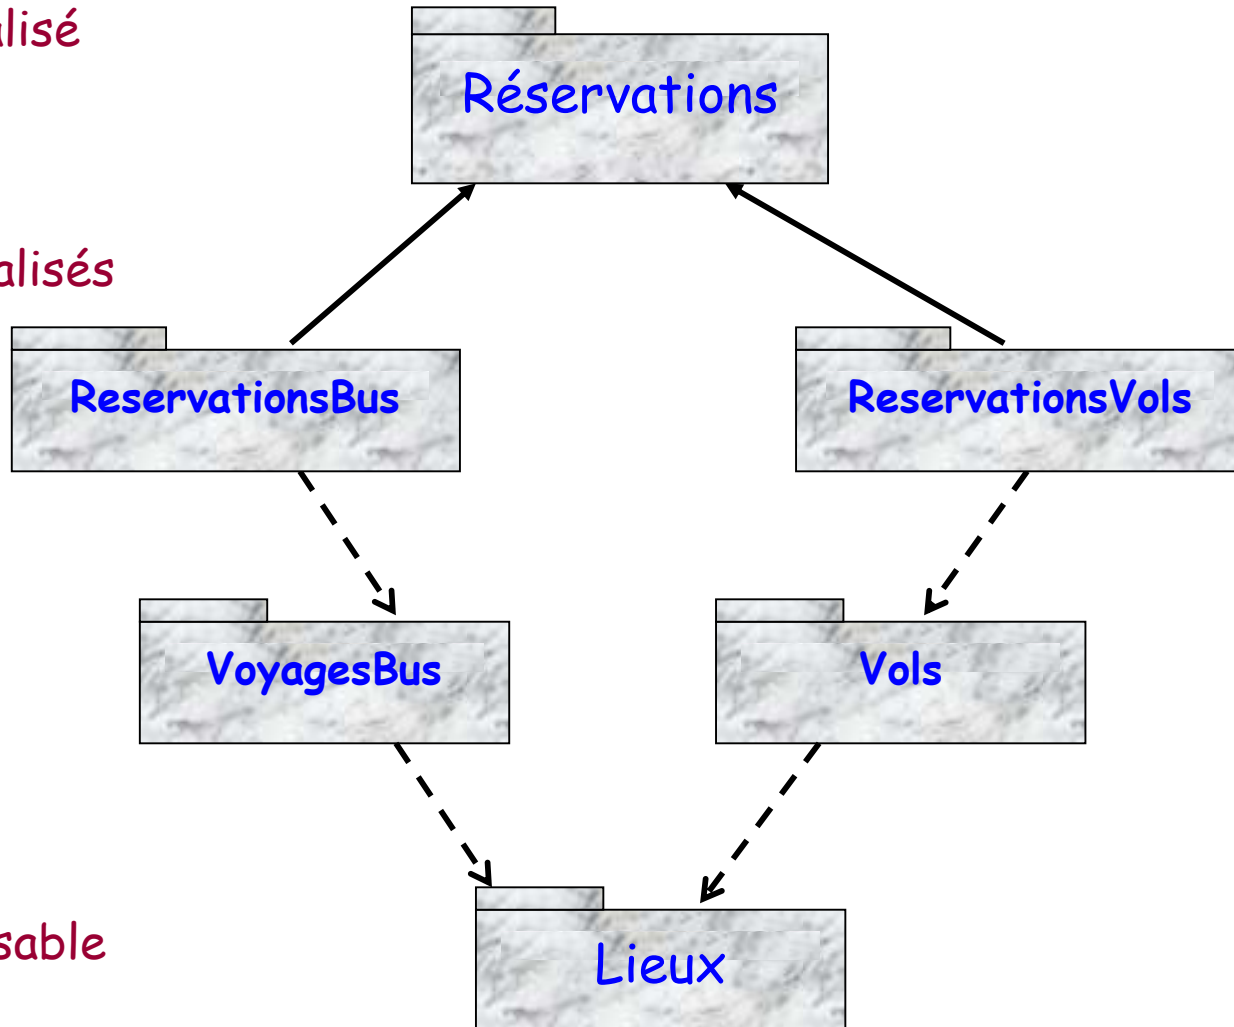 alisé
Réservations
alisés
ReservationsBus
ReservationsVols
VoyagesBus
Vols
sable
Lieux